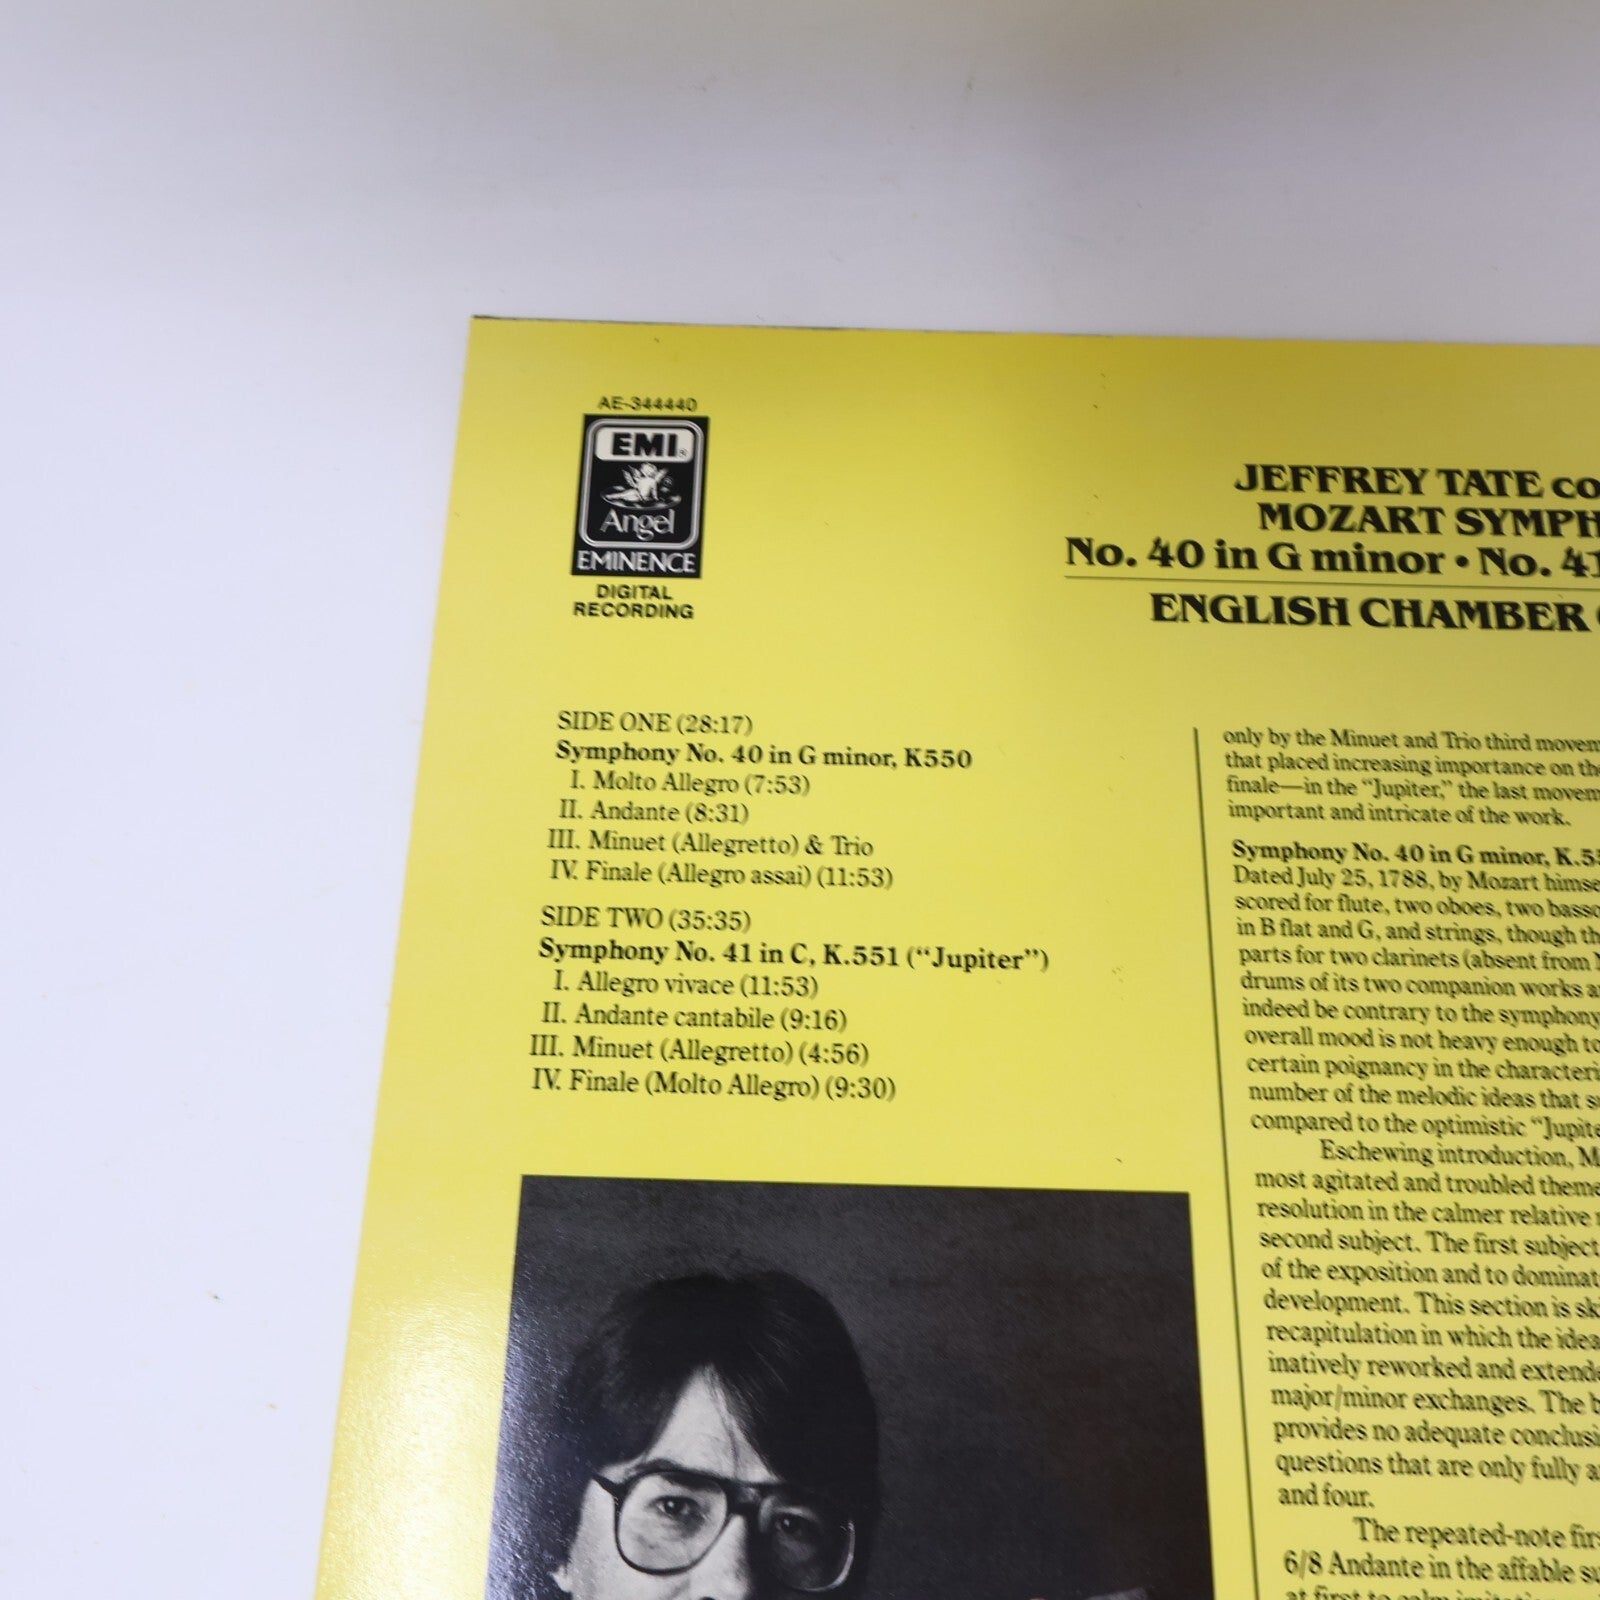 AE-344440
EMI
Angel
EMINENCE
DIGITAL
RECORDING
JEFFREY TATE co
MOZART SYMPH
No. 40 in G minor • No. 41
ENGLISH CHAMBER
SIDE ONE (28:17)
Symphony No. 40 in G minor, K550
I. Molto Allegro (7:53)
II. Andante (8:31)
III. Minuet (Allegretto) & Trio
IV. Finale (Allegro assai) (11:53)
SIDE TWO (35:35)
Symphony No. 41 in C, K.551 (“Jupiter”)
I. Allegro vivace (11:53)
II. Andante cantabile (9:16)
III. Minuet (Allegretto) (4:56)
IV. Finale (Molto Allegro) (9:30)
only by the Minuet and Trio third movem
that placed increasing importance on th
finale—in the “Jupiter,” the last movem
important and intricate of the work.
Symphony No. 40 in G minor, K.55
Dated July 25, 1788, by Mozart himse
scored for flute, two oboes, two basso
in B flat and G, and strings, though th
parts for two clarinets (absent from
drums of its two companion works a
indeed be contrary to the symphony
overall mood is not heavy enough to
certain poignancy in the characteri
number of the melodic ideas that s
compared to the optimistic “Jupite
Eschewing introduction, M
most agitated and troubled theme
resolution in the calmer relative
second subject. The first subject
of the exposition and to dominat
development. This section is sk
recapitulation in which the idea
inatively reworked and extende
major/minor exchanges. The b
provides no adequate conclusi
questions that are only fully a
and four.
The repeated-note firs
6/8 Andante in the affable su
at first to calm